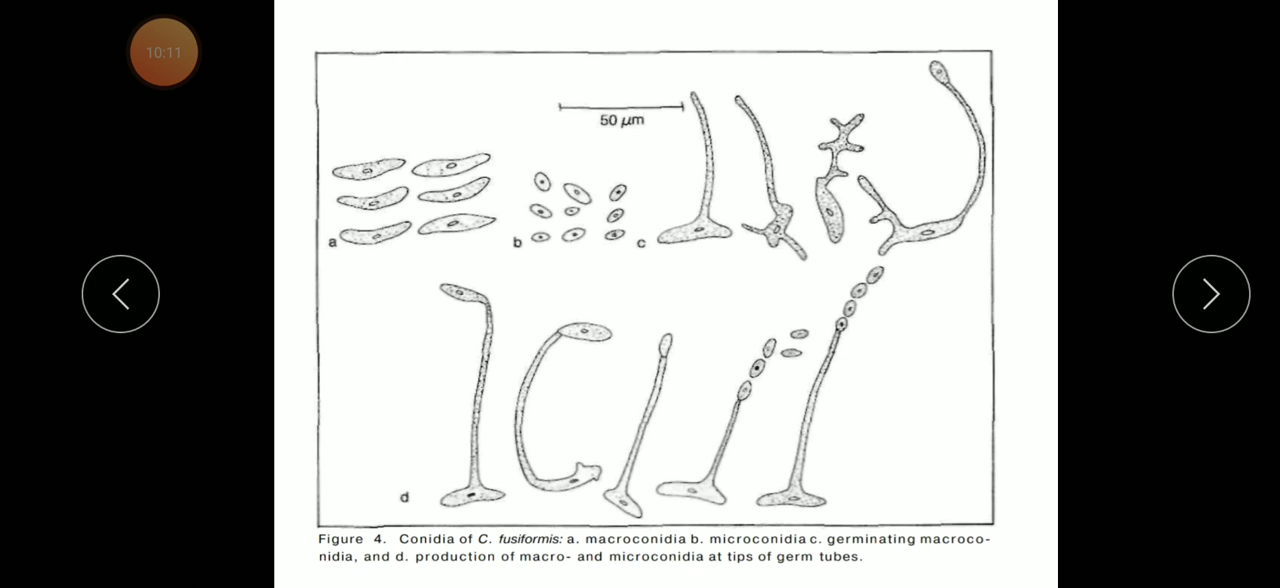 10:11
50 μm
a
b
c
d
Figure 4. Conidia of C. fusiformis: a. macroconidia b. microconidia c. germinating macroco-
nidia, and d. production of macro- and microconidia at tips of germ tubes.